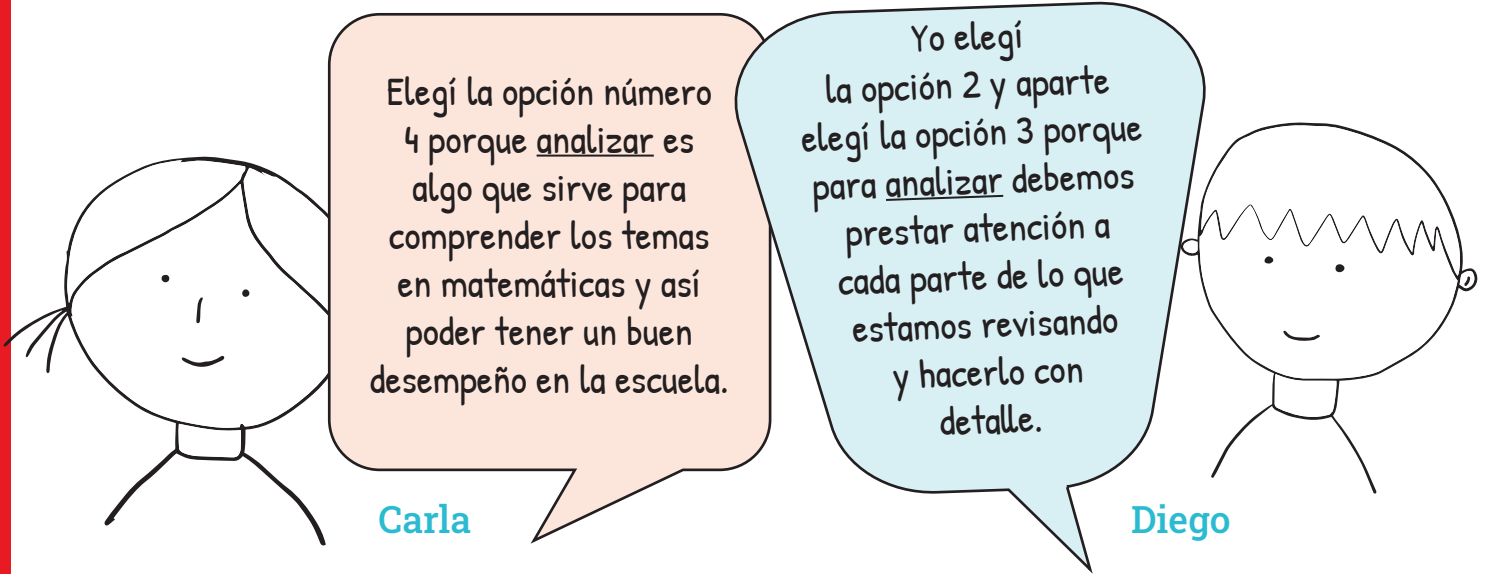 Elegí la opción número
4 porque analizar es
algo que sirve para
comprender los temas
en matemáticas y así
poder tener un buen
desempeño en la escuela.
Carla
Yo elegí
la opción 2 y aparte
elegí la opción 3 porque
para analizar debemos
prestar atención a
cada parte de lo que
estamos revisando
y hacerlo con
detalle.
Diego